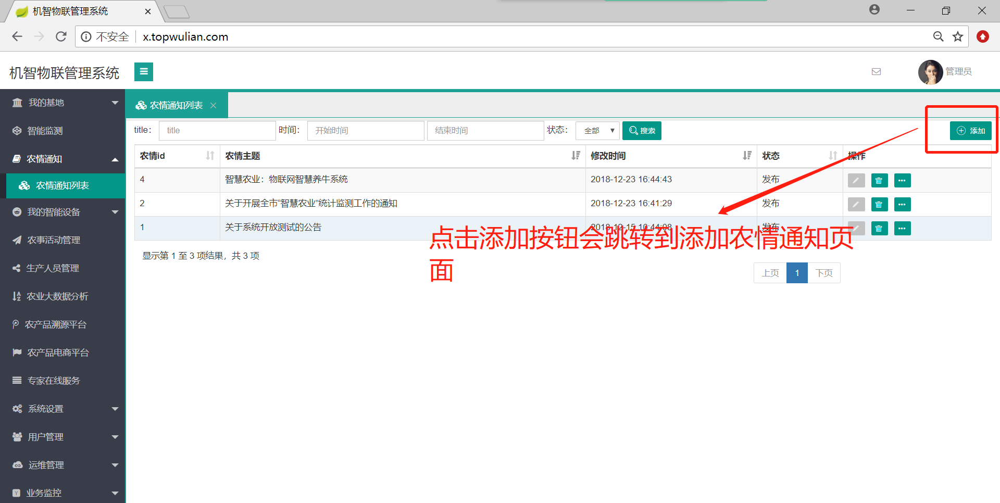 机智物联管理系统
不安全
x.topwulian.com
机智物联管理系统
管理员
我的基地
智能监测
农情通知
农情通知列表
我的智能设备
农事活动管理
生产人员管理
农业大数据分析
农产品溯源平台
农产品电商平台
专家在线服务
系统设置
用户管理
运维管理
业务监控
农情通知列表
title： title 时间： 开始时间 结束时间 状态： 全部 搜索 添加
农情id 农情主题 修改时间 状态 操作
4 智慧农业：物联网智慧养牛系统 2018-12-23 16:44:43 发布
2 关于开展全市“智慧农业”统计监测工作的通知 2018-12-23 16:41:29 发布
1 关于系统开放测试的公告 2018-12-15 10:44:08 发布
点击添加按钮会跳转到添加农情通知页
面
显示第 1 至 3 项结果，共 3 项
上页 1 下页